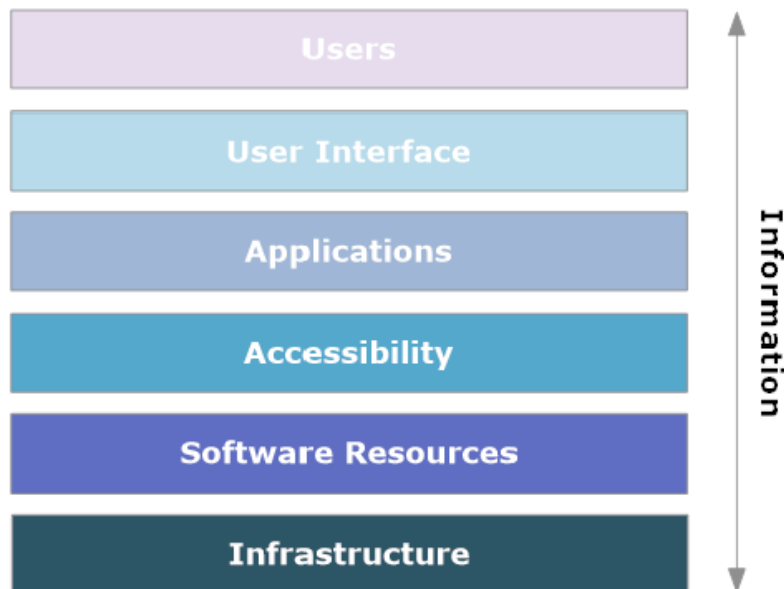 Users
User Interface
Applications
Accessibility
Software Resources
Infrastructure
Information